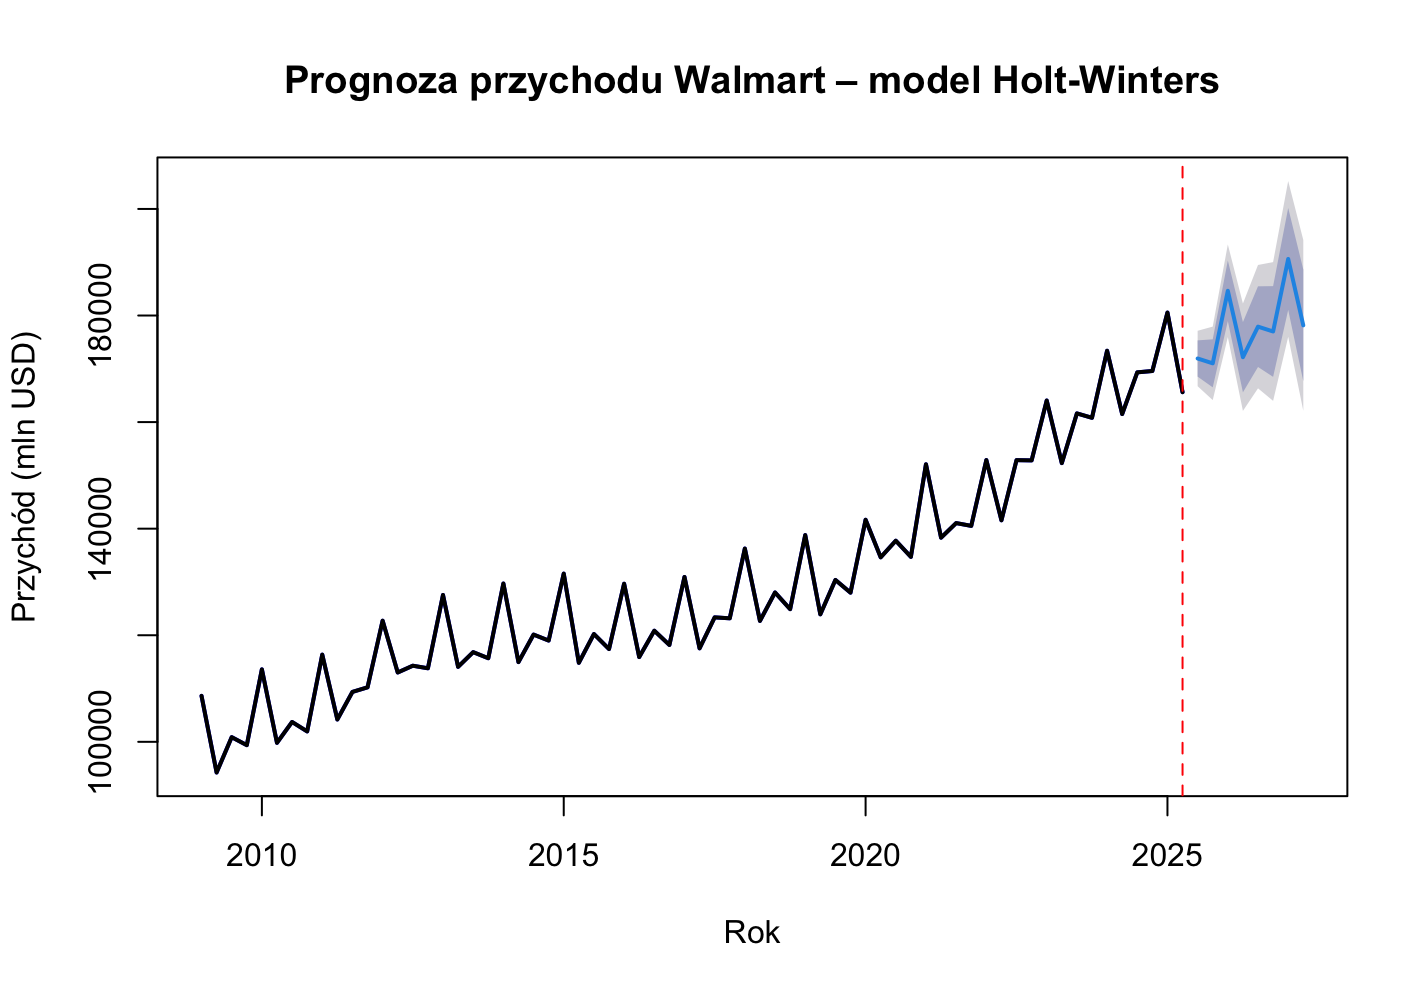 Prognoza przychodu Walmart – model Holt-Winters
Przychód (mln USD)
180000
140000
100000
2010 2015 2020 2025
Rok